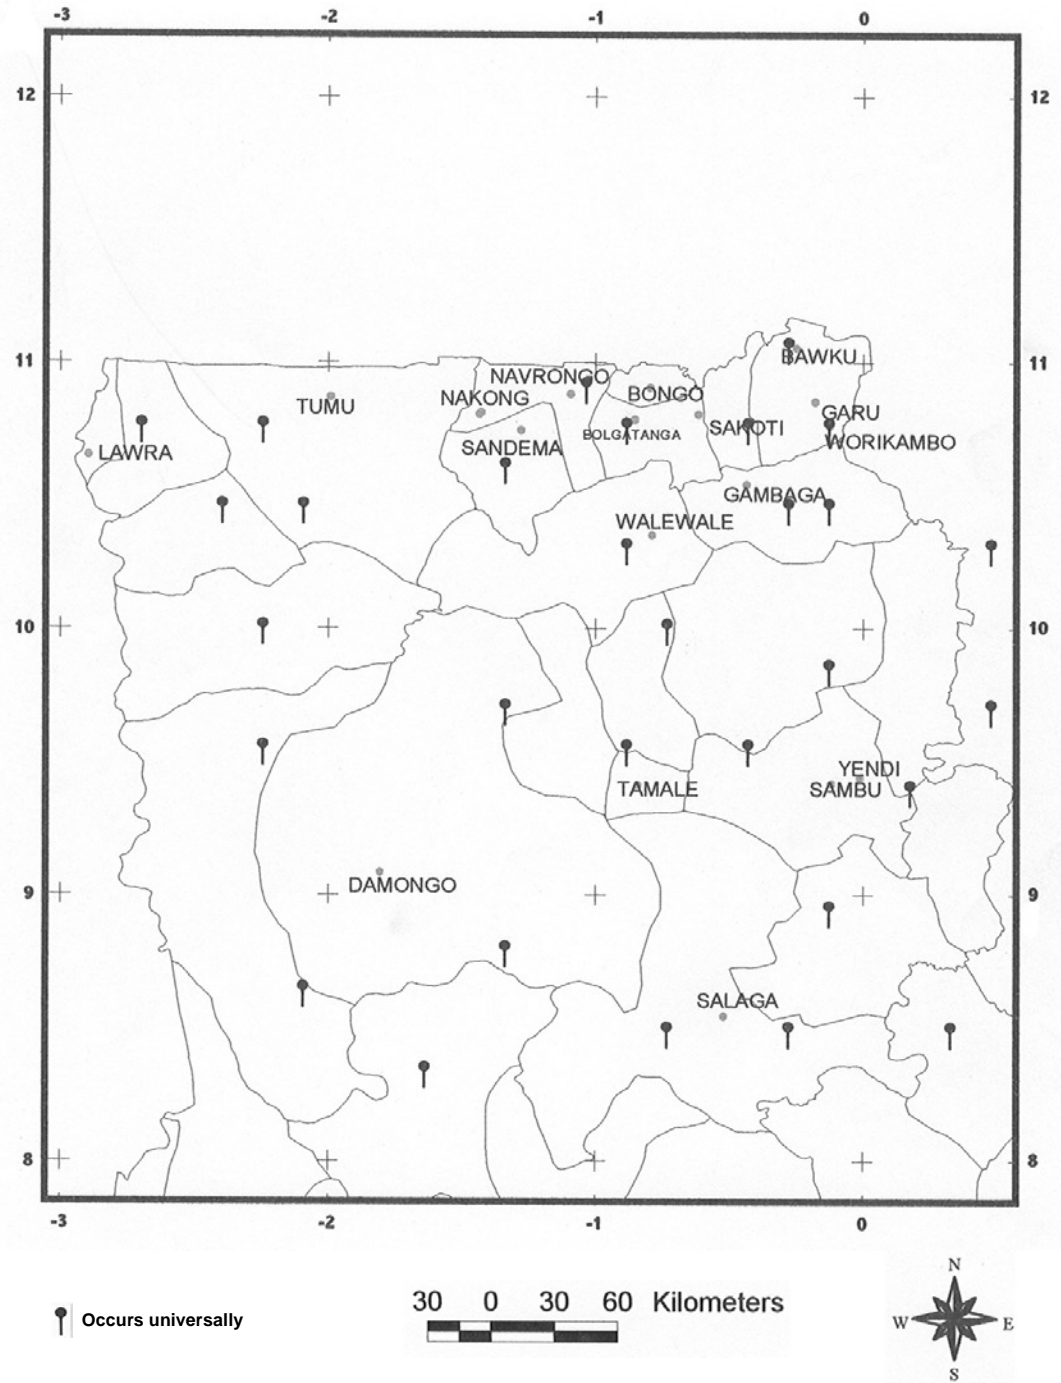 -3 -2 -1 0
12 12
11 11
BAWKU
NAVRONGO
NAKONG
BONGO
TUMU
GARU
SAKOTI
BOLGATANGA
WORIKAMBO
LAWRA
SANDEMA
GAMBAGA
WALEWALE
10 10
YENDI
TAMALE
SAMBU
DAMONGO
9 9
SALAGA
8 8
-3 -2 -1 0
N
30 0 30 60 Kilometers
Occurs universally
W E
S